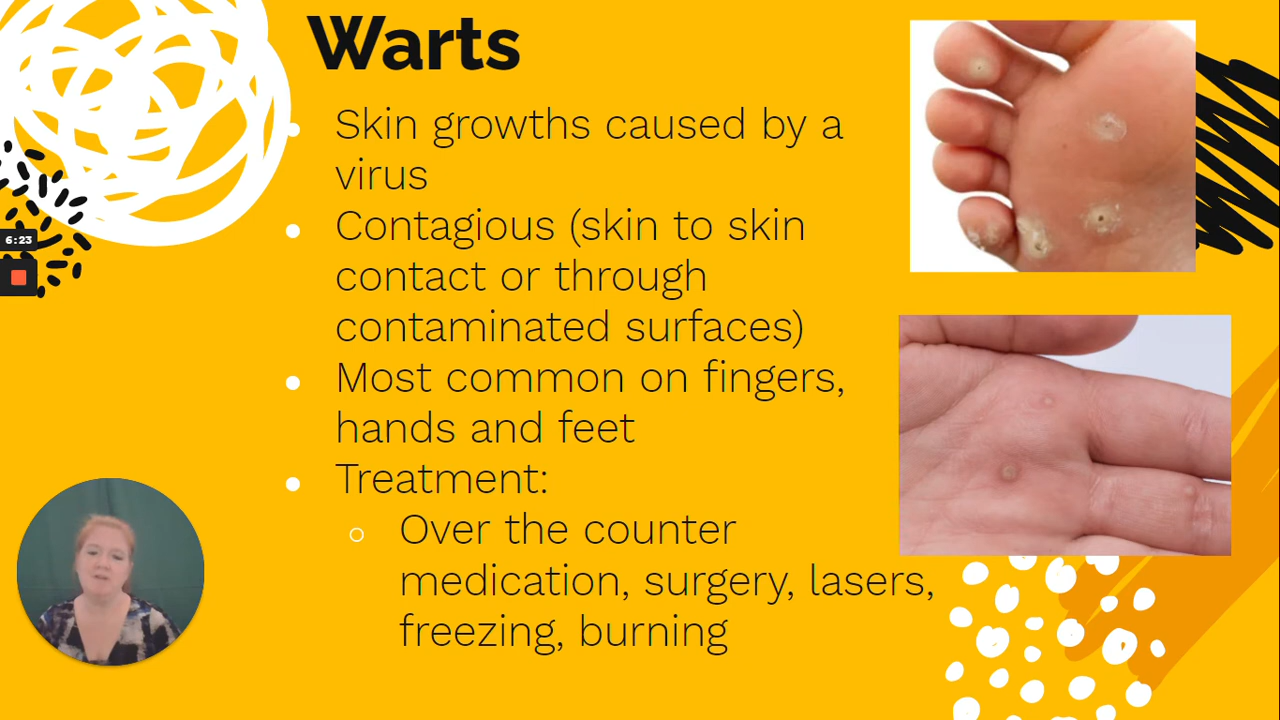 Warts
Skin growths caused by a
virus
Contagious (skin to skin
contact or through
contaminated surfaces)
Most common on fingers,
hands and feet
Treatment:
Over the counter
medication, surgery, lasers,
freezing, burning
6:23